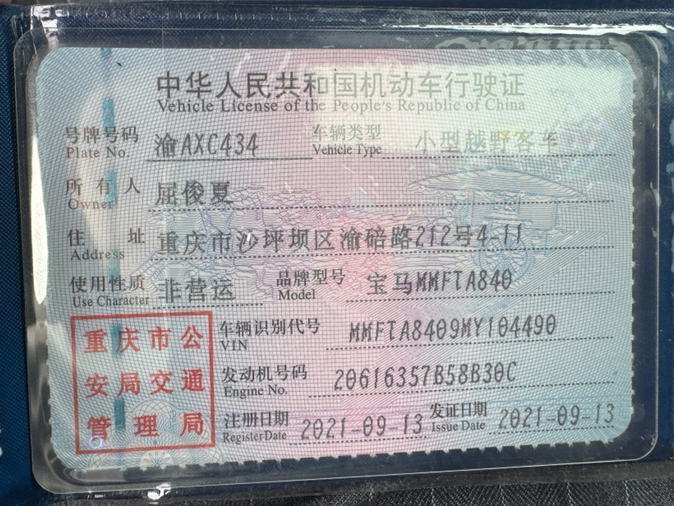 中华人民共和国机动车行驶证
Vehicle License of the People's Republic of China
号牌号码 渝AXC434 车辆类型 小型越野客车
Plate No. Vehicle Type
所有人 屈俊夏
Owner
住址 重庆市沙坪坝区渝碚路212号4-11
Address
使用性质 非营运 品牌型号 宝马MMFTA840
Use Character Model
重庆市公安局交通管理局
车辆识别代号 MMFTA8409MY104490
VIN
发动机号码 20616357B58B30C
Engine No.
注册日期 2021-09-13 发证日期 2021-09-13
Register Date Issue Date